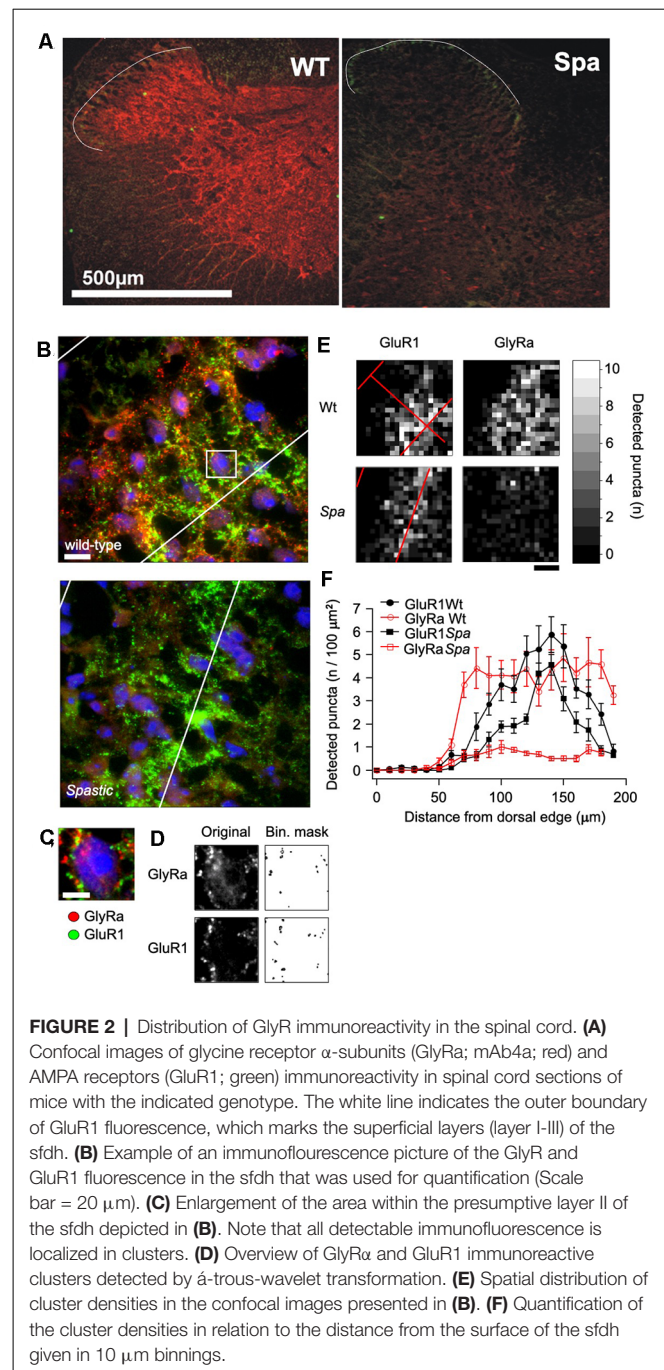 A
WT
Spa
500µm
B
wild-type
Spastic
E
GluR1
GlyRa
Wt
Spa
10
8
6
4
2
0
Detected puncta (n)
F
GluR1Wt
GlyRa Wt
GluR1Spa
GlyRa Spa
Detected puncta (n / 100 µm²)
7
6
5
4
3
2
1
0
0
50
100
150
200
Distance from dorsal edge (µm)
C
GlyRa
GluR1
D
Original
Bin. mask
GlyRa
GluR1
FIGURE 2 | Distribution of GlyR immunoreactivity in the spinal cord. (A)
Confocal images of glycine receptor α-subunits (GlyRa; mAb4a; red) and
AMPA receptors (GluR1; green) immunoreactivity in spinal cord sections of
mice with the indicated genotype. The white line indicates the outer boundary
of GluR1 fluorescence, which marks the superficial layers (layer I-III) of the
sfdh. (B) Example of an immunoflourescence picture of the GlyR and
GluR1 fluorescence in the sfdh that was used for quantification (Scale
bar = 20 µm). (C) Enlargement of the area within the presumptive layer II of
the sfdh depicted in (B). Note that all detectable immunofluorescence is
localized in clusters. (D) Overview of GlyRα and GluR1 immunoreactive
clusters detected by á-trous-wavelet transformation. (E) Spatial distribution of
cluster densities in the confocal images presented in (B). (F) Quantification of
the cluster densities in relation to the distance from the surface of the sfdh
given in 10 µm binnings.